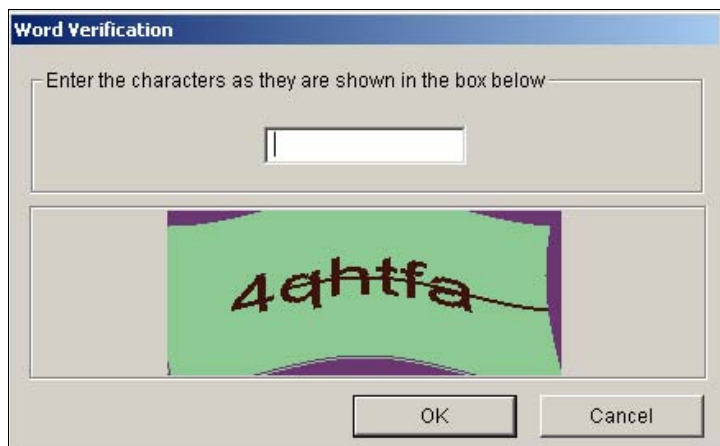 Word Verification
Enter the characters as they are shown in the box below
4qhtfa
OK Cancel